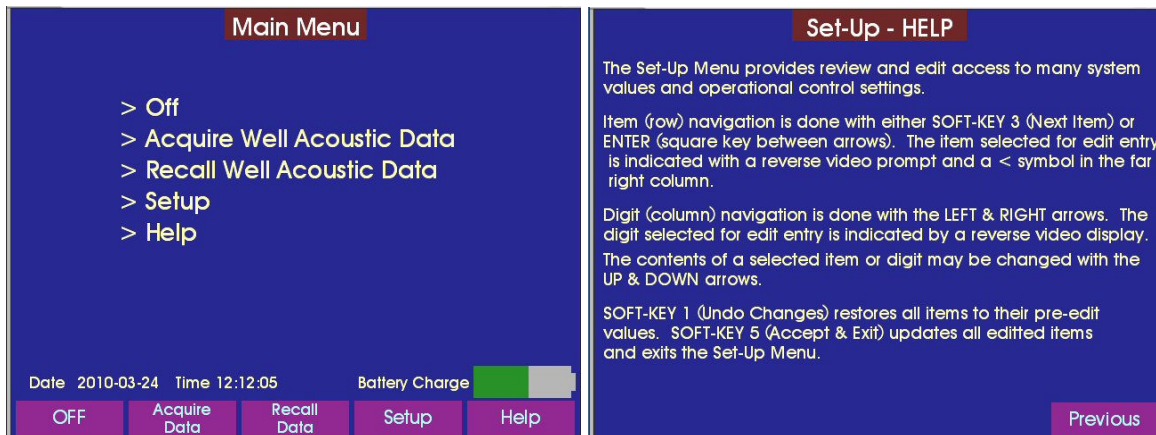 Main Menu
> Off
> Acquire Well Acoustic Data
> Recall Well Acoustic Data
> Setup
> Help
Date 2010-03-24 Time 12:12:05 Battery Charge
OFF
Acquire
Data
Recall
Data
Setup
Help
Set-Up - HELP
The Set-Up Menu provides review and edit access to many system
values and operational control settings.
Item (row) navigation is done with either SOFT-KEY 3 (Next Item) or
ENTER (square key between arrows). The item selected for edit entry
is indicated with a reverse video prompt and a < symbol in the far
right column.
Digit (column) navigation is done with the LEFT & RIGHT arrows. The
digit selected for edit entry is indicated by a reverse video display.
The contents of a selected item or digit may be changed with the
UP & DOWN arrows.
SOFT-KEY 1 (Undo Changes) restores all items to their pre-edit
values. SOFT-KEY 5 (Accept & Exit) updates all editted items
and exits the Set-Up Menu.
Previous